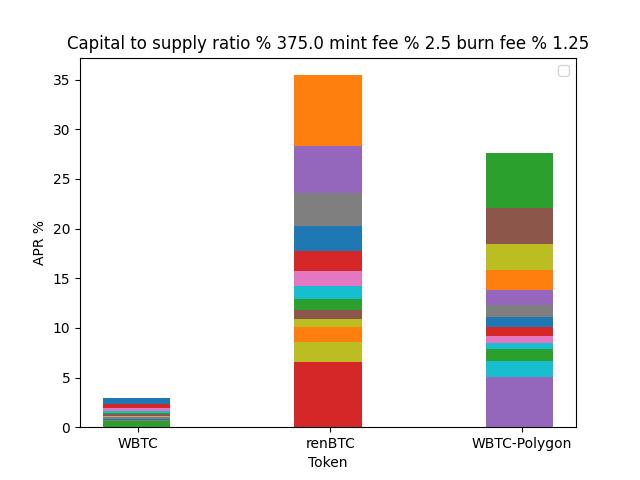 Capital to supply ratio % 375.0 mint fee % 2.5 burn fee % 1.25
APR %
35
30
25
20
15
10
5
0
WBTC
renBTC
WBTC-Polygon
Token